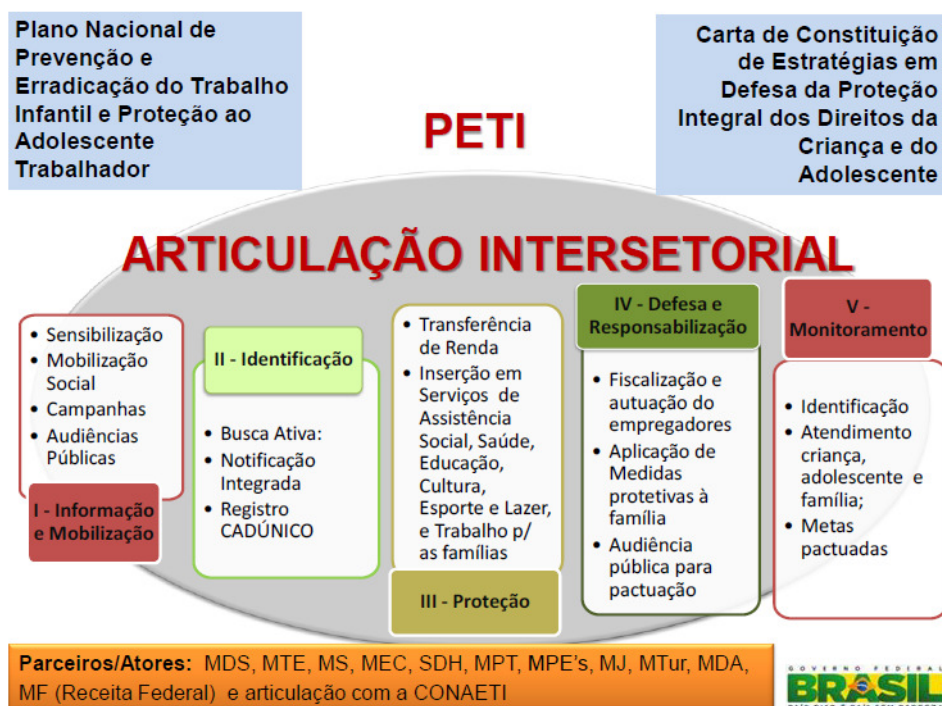 Plano Nacional de
Prevenção e
Erradicação do Trabalho
Infantil e Proteção ao
Adolescente
Trabalhador
Carta de Constituição
de Estratégias em
Defesa da Proteção
Integral dos Direitos da
Criança e do
Adolescente
PETI
ARTICULAÇÃO INTERSETORIAL
• Sensibilização
• Mobilização
Social
• Campanhas
• Audiências
Públicas
I - Informação
e Mobilização
II - Identificação
• Busca Ativa:
• Notificação
Integrada
• Registro
CADÚNICO
• Transferência
de Renda
• Inserção em
Serviços de
Assistência
Social, Saúde,
Educação,
Cultura,
Esporte e Lazer,
e Trabalho p/
as famílias
III - Proteção
IV - Defesa e
Responsabilização
• Fiscalização e
autuação do
empregadores
• Aplicação de
Medidas
protetivas à
família
• Audiência
pública para
pactuação
V -
Monitoramento
• Identificação
• Atendimento
criança,
adolescente e
família;
• Metas
pactuadas
Parceiros/Atores: MDS, MTE, MS, MEC, SDH, MPT, MPE's, MJ, MTur, MDA,
MF (Receita Federal) e articulação com a CONAETI
GOVERNO FEDERAL
BRASIL